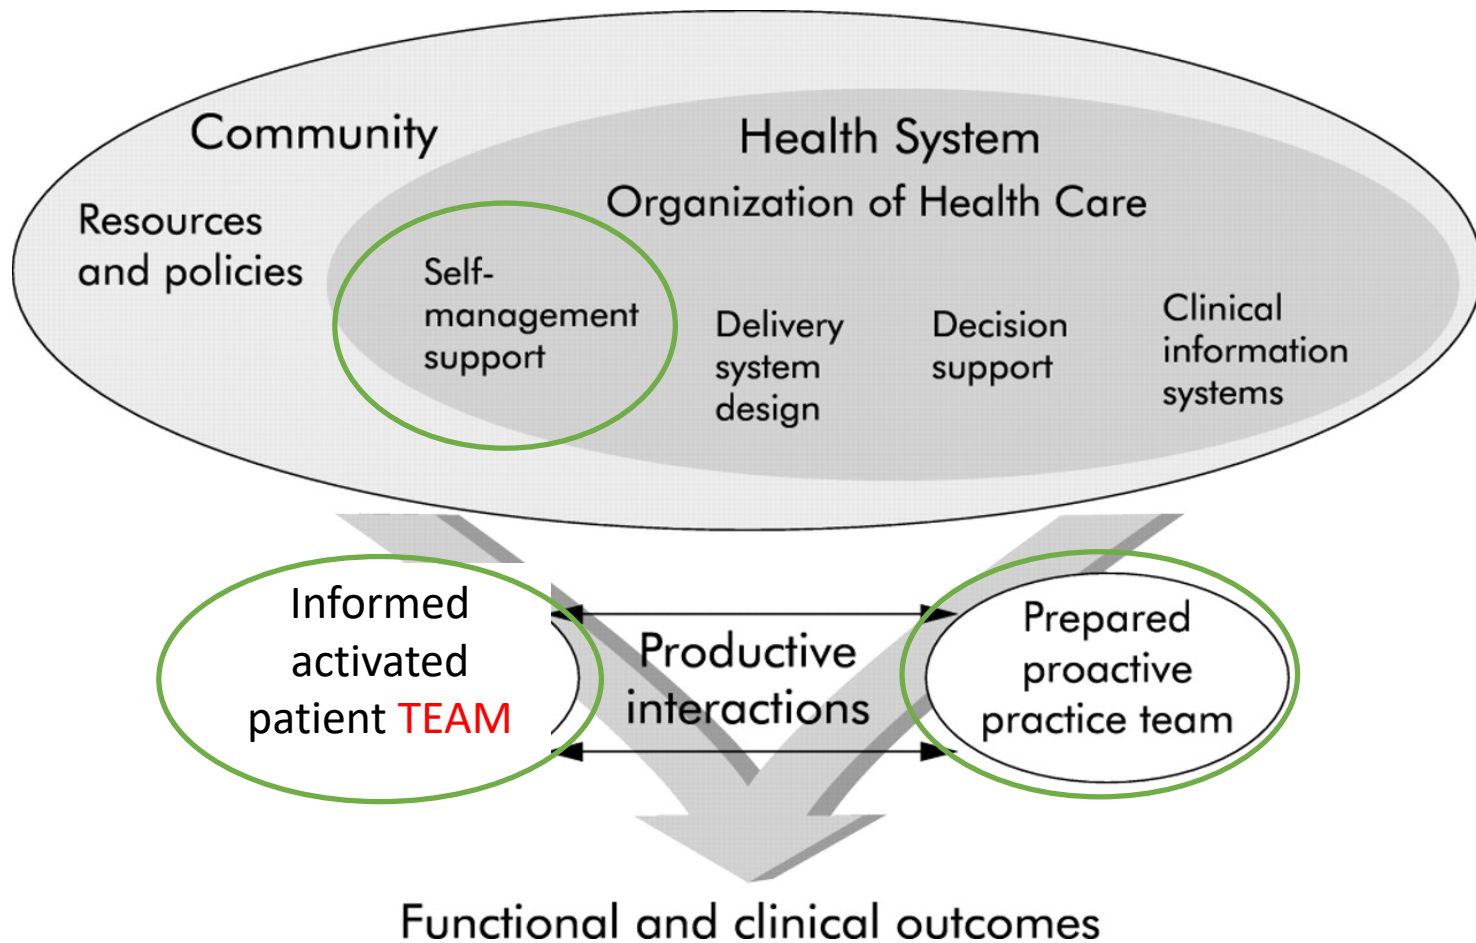 Community
Health System
Organization of Health Care
Resources
and policies
Self-
management
support
Delivery
system
design
Decision
support
Clinical
information
systems
Informed
activated
patient TEAM
Productive
interactions
Prepared
proactive
practice team
Functional and clinical outcomes